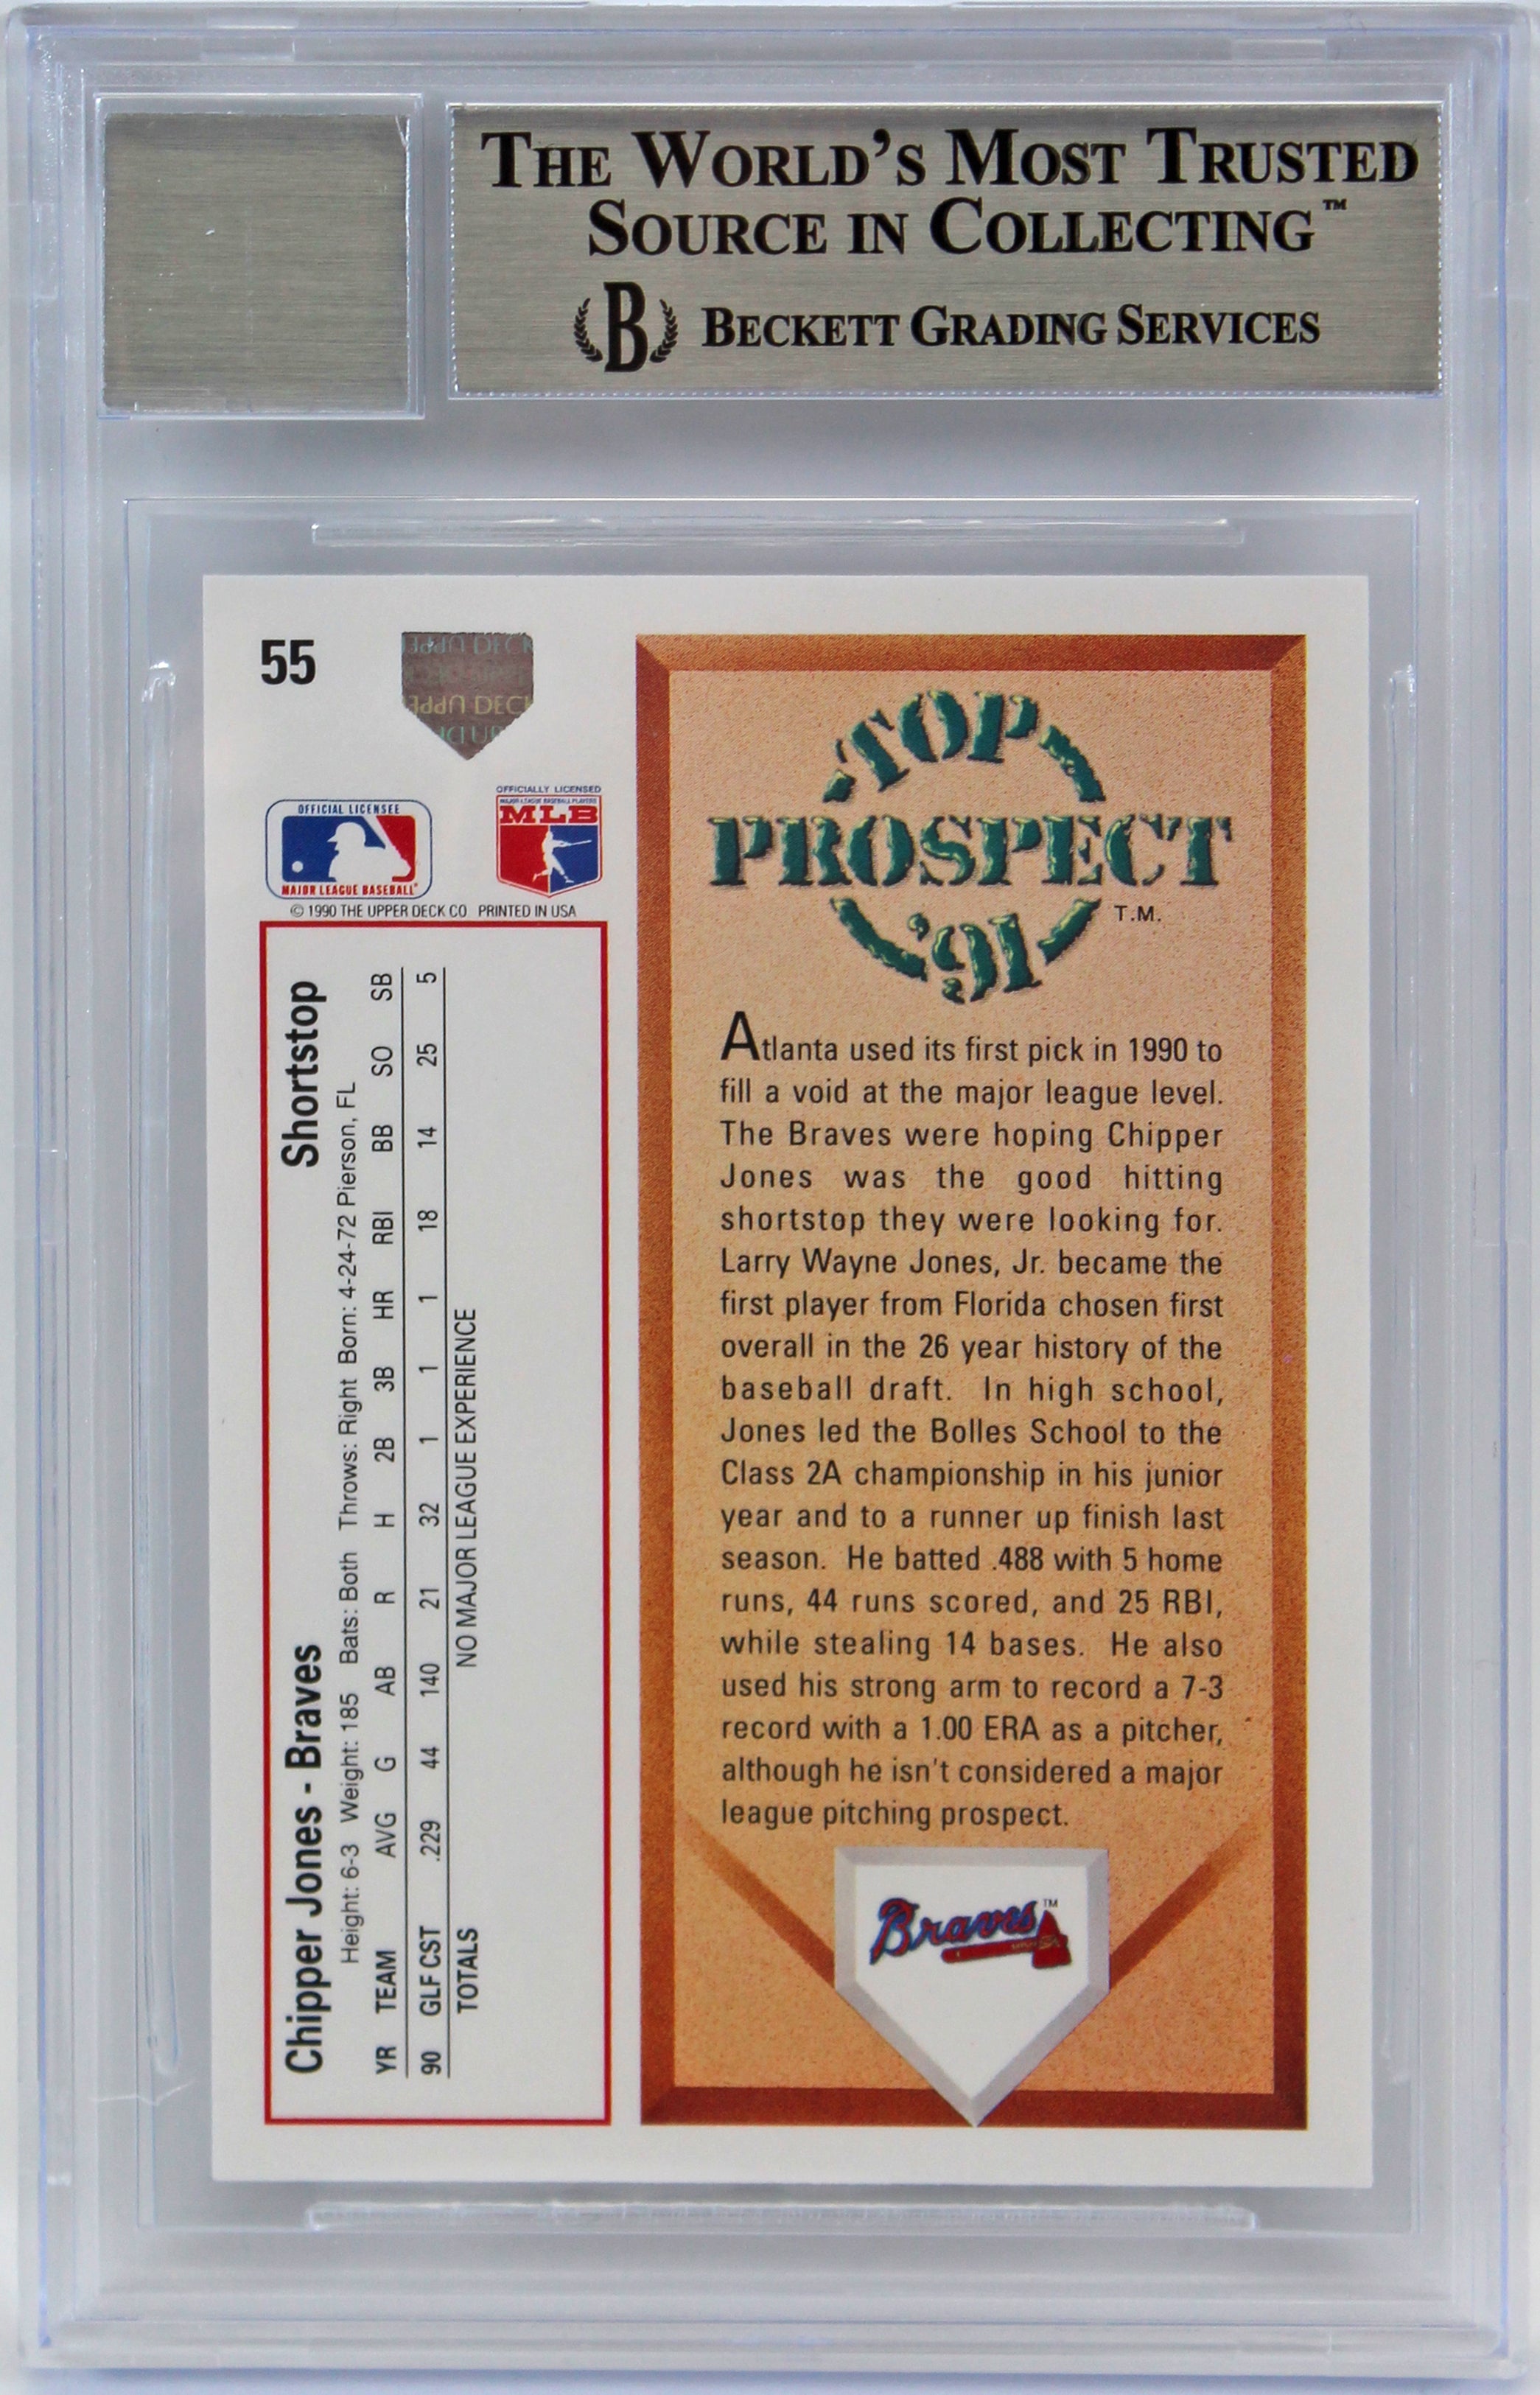 THE WORLD'S MOST TRUSTED
SOURCE IN COLLECTING™
B BECKETT GRADING SERVICES
55
UPPER DECK
UPPER DECK
OFFICIAL LICENSEE
MAJOR LEAGUE BASEBALL
OFFICIALLY LICENSED
MAJOR LEAGUE BASEBALL PLAYERS
MLB
© 1990 THE UPPER DECK CO PRINTED IN USA
Chipper Jones - Braves Shortstop
Height: 6-3 Weight: 185 Bats: Both Throws: Right Born: 4-24-72 Pierson, FL
YR TEAM AVG G AB R H 2B 3B HR RBI BB SO SB
90 GLF CST .229 44 140 21 32 1 1 1 18 14 25 5
TOTALS NO MAJOR LEAGUE EXPERIENCE
TOP
PROSPECT
'91
T.M.
Atlanta used its first pick in 1990 to
fill a void at the major league level.
The Braves were hoping Chipper
Jones was the good hitting
shortstop they were looking for.
Larry Wayne Jones, Jr. became the
first player from Florida chosen first
overall in the 26 year history of the
baseball draft. In high school,
Jones led the Bolles School to the
Class 2A championship in his junior
year and to a runner up finish last
season. He batted .488 with 5 home
runs, 44 runs scored, and 25 RBI,
while stealing 14 bases. He also
used his strong arm to record a 7-3
record with a 1.00 ERA as a pitcher,
although he isn't considered a major
league pitching prospect.
Braves™